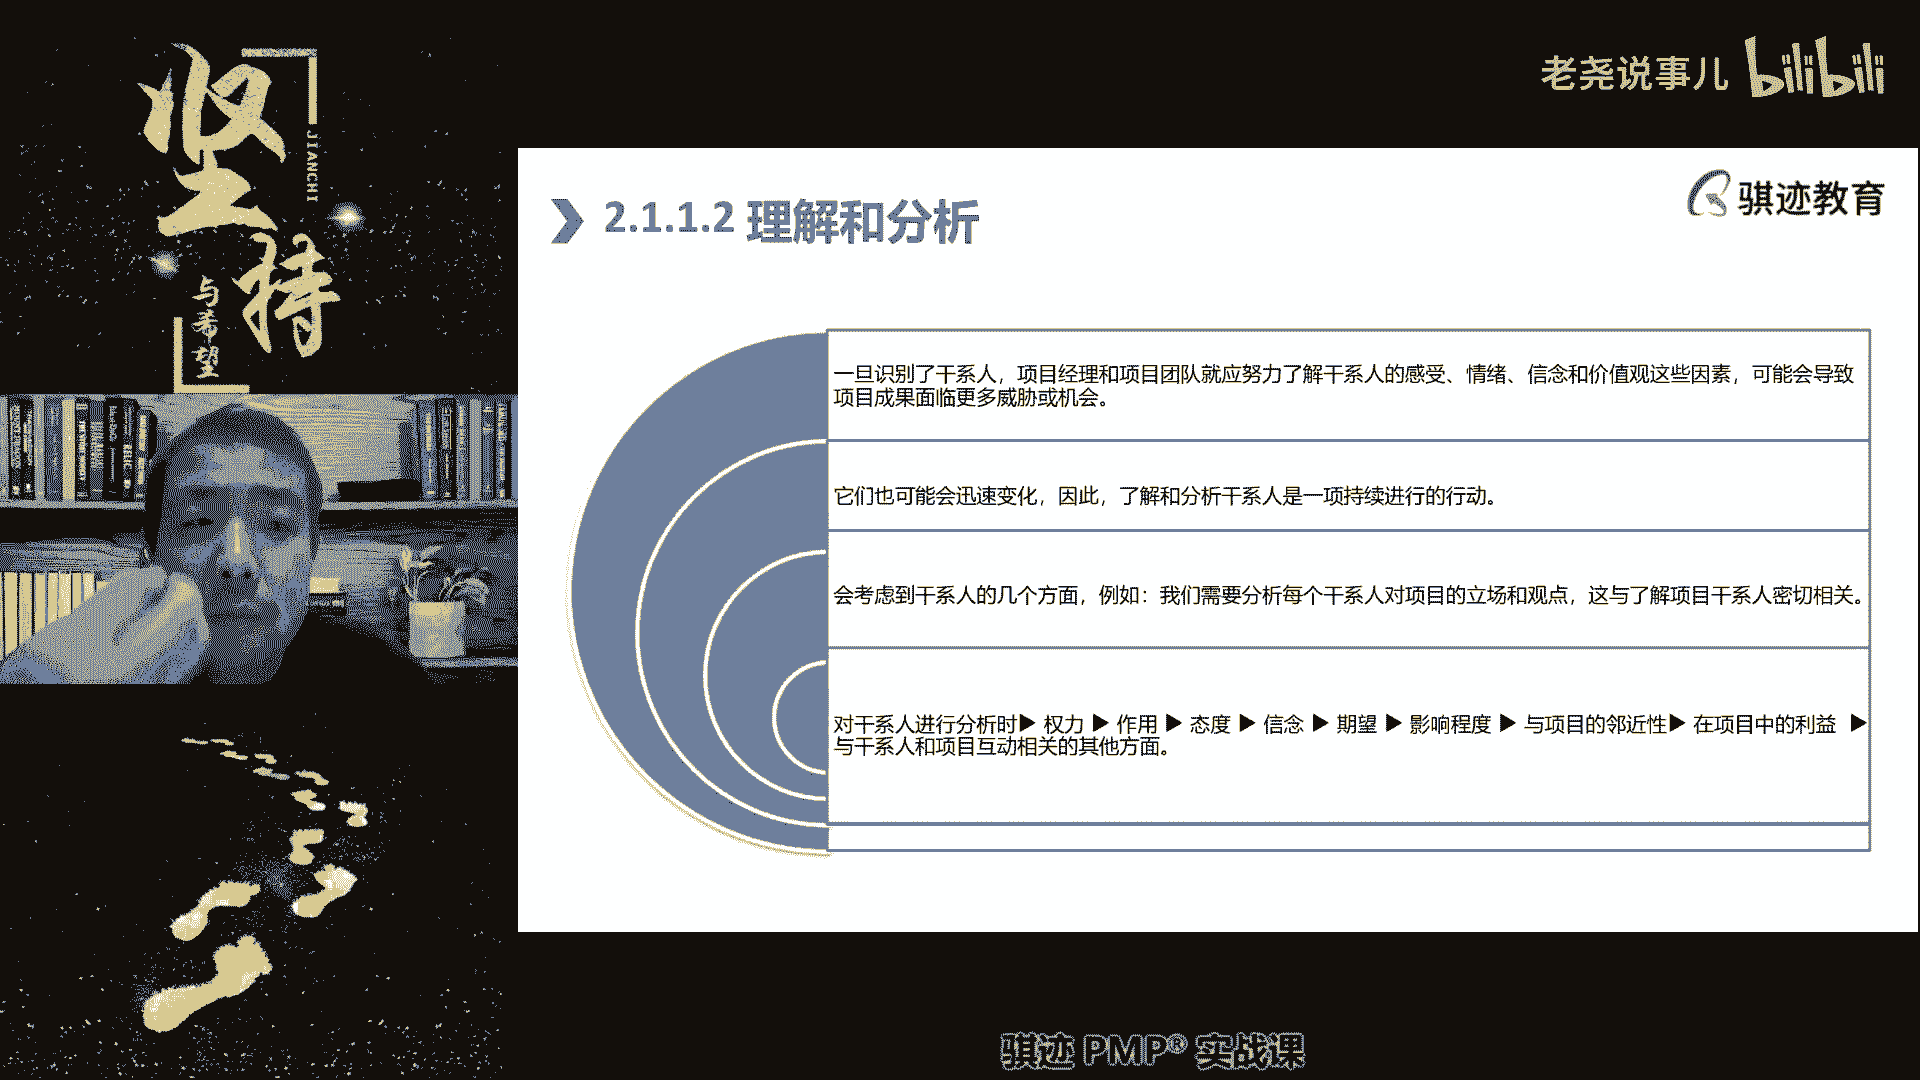 坚持
JIANCHI
与希望
老尧说事儿 bilibili
骐迹教育
2.1.1.2 理解和分析
一旦识别了干系人，项目经理和项目团队就应努力了解干系人的感受、情绪、信念和价值观这些因素，可能会导致
项目成果面临更多威胁或机会。
它们也可能会迅速变化，因此，了解和分析干系人是一项持续进行的行动。
会考虑到干系人的几个方面，例如：我们需要分析每个干系人对项目的立场和观点，这与了解项目干系人密切相关。
对干系人进行分析时▶ 权力 ▶ 作用 ▶ 态度 ▶ 信念 ▶ 期望 ▶ 影响程度 ▶ 与项目的邻近性▶ 在项目中的利益 ▶
与干系人和项目互动相关的其他方面。
骐迹 PMP® 实战课